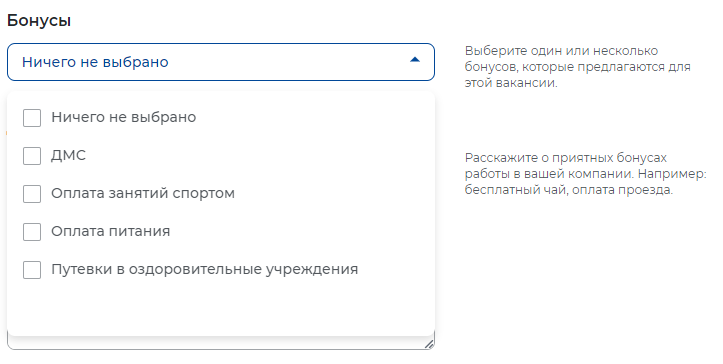 Бонусы
Ничего не выбрано
Выберите один или несколько
бонусов, которые предлагаются для
этой вакансии.
Ничего не выбрано
ДМС
Оплата занятий спортом
Оплата питания
Путевки в оздоровительные учреждения
Расскажите о приятных бонусах
работы в вашей компании. Например:
бесплатный чай, оплата проезда.